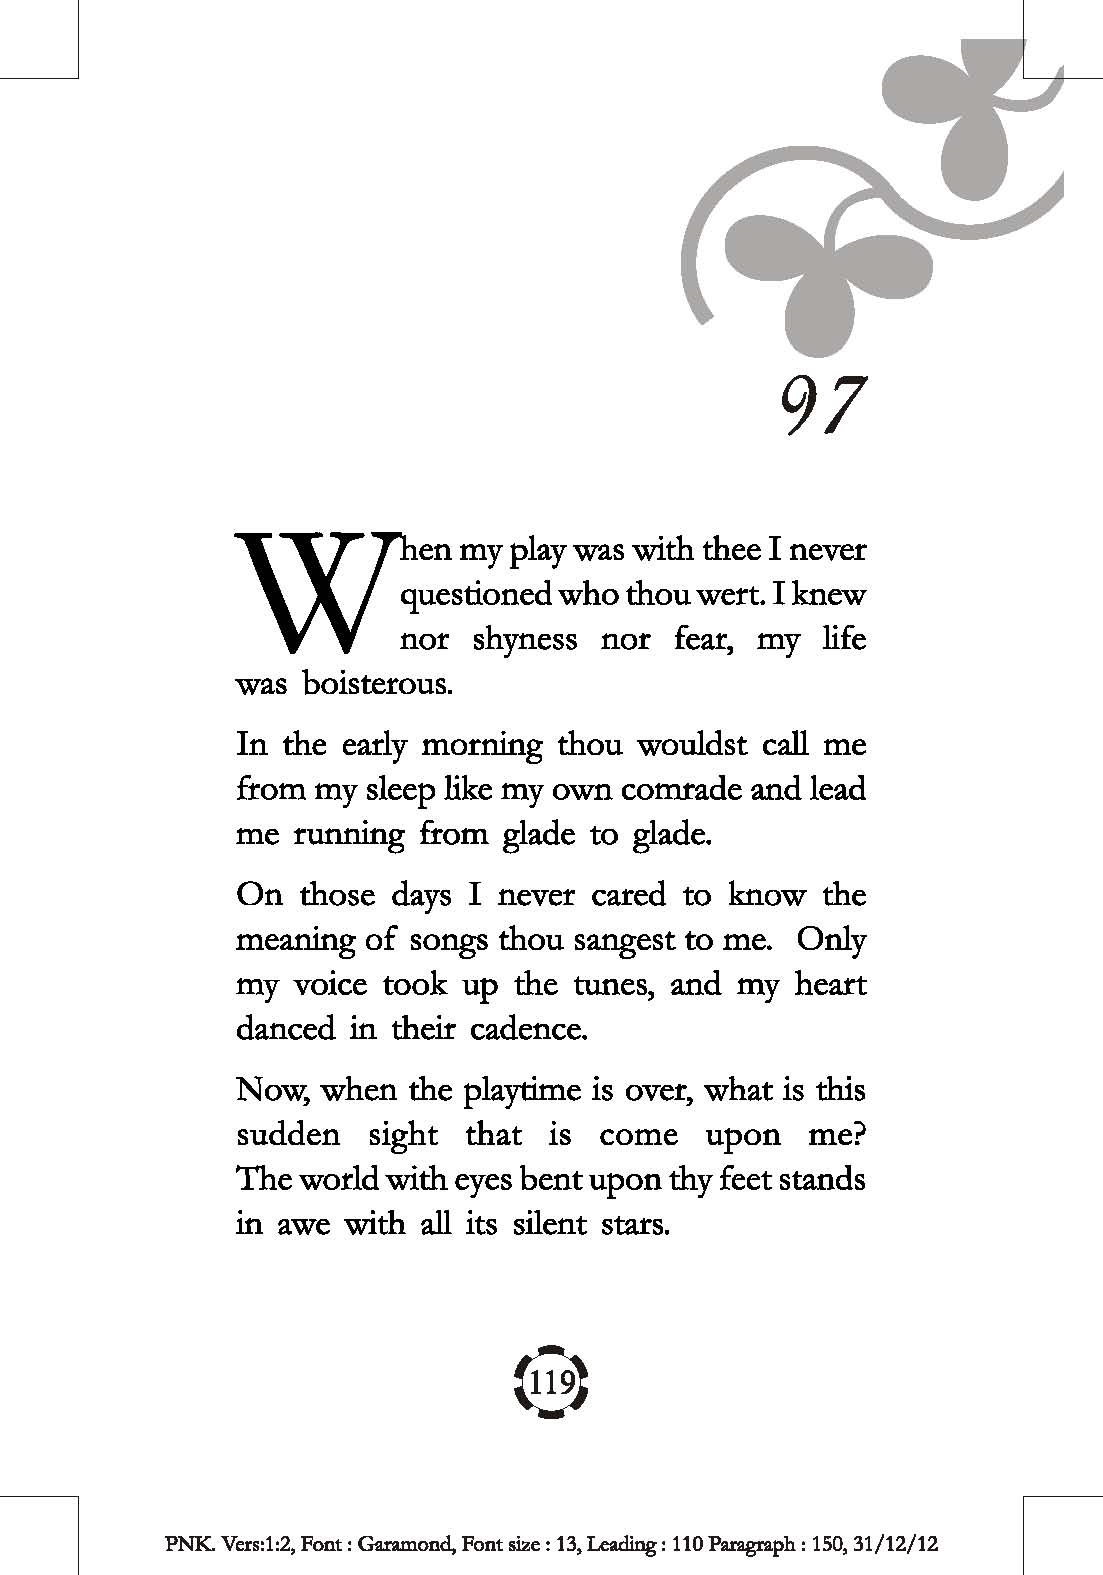 97
When my play was with thee I never
questioned who thou wert. I knew
nor shyness nor fear, my life
was boisterous.
In the early morning thou wouldst call me
from my sleep like my own comrade and lead
me running from glade to glade.
On those days I never cared to know the
meaning of songs thou sangest to me. Only
my voice took up the tunes, and my heart
danced in their cadence.
Now, when the playtime is over, what is this
sudden sight that is come upon me?
The world with eyes bent upon thy feet stands
in awe with all its silent stars.
119
PNK. Vers:1:2, Font : Garamond, Font size : 13, Leading : 110 Paragraph : 150, 31/12/12